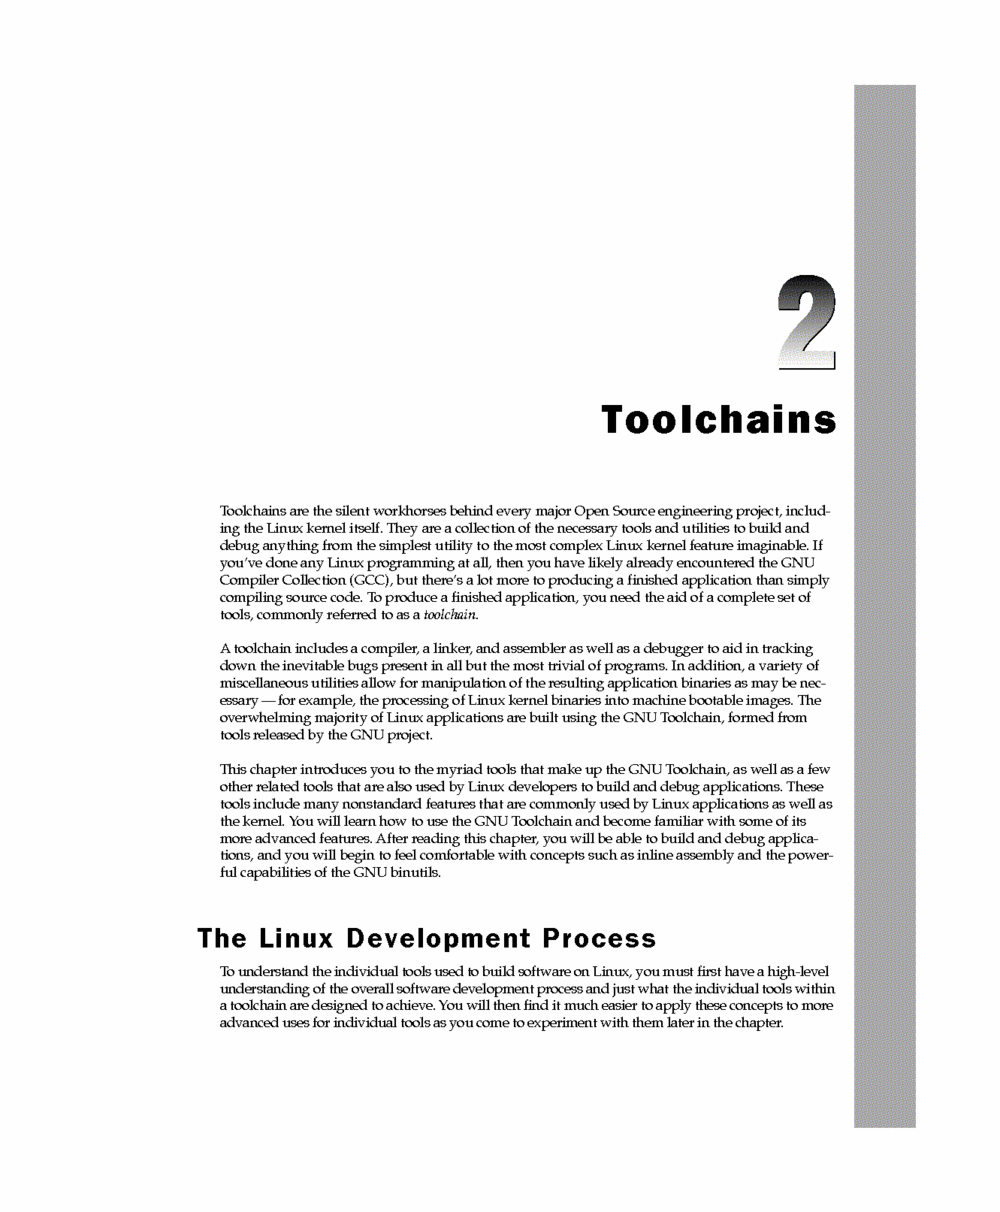 2
Toolchains
Toolchains are the silent workhorses behind every major Open Source engineering project, includ-
ing the Linux kernel itself. They are a collection of the necessary tools and utilities to build and
debug anything from the simplest utility to the most complex Linux kernel feature imaginable. If
you’ve done any Linux programming at all, then you have likely already encountered the GNU
Compiler Collection (GCC), but there’s a lot more to producing a finished application than simply
compiling source code. To produce a finished application, you need the aid of a complete set of
tools, commonly referred to as a toolchain.
A toolchain includes a compiler, a linker, and assembler as well as a debugger to aid in tracking
down the inevitable bugs present in all but the most trivial of programs. In addition, a variety of
miscellaneous utilities allow for manipulation of the resulting application binaries as may be nec-
essary — for example, the processing of Linux kernel binaries into machine bootable images. The
overwhelming majority of Linux applications are built using the GNU Toolchain, formed from
tools released by the GNU project.
This chapter introduces you to the myriad tools that make up the GNU Toolchain, as well as a few
other related tools that are also used by Linux developers to build and debug applications. These
tools include many nonstandard features that are commonly used by Linux applications as well as
the kernel. You will learn how to use the GNU Toolchain and become familiar with some of its
more advanced features. After reading this chapter, you will be able to build and debug applica-
tions, and you will begin to feel comfortable with concepts such as inline assembly and the power-
ful capabilities of the GNU binutils.
The Linux Development Process
To understand the individual tools used to build software on Linux, you must first have a high-level
understanding of the overall software development process and just what the individual tools within
a toolchain are designed to achieve. You will then find it much easier to apply these concepts to more
advanced uses for individual tools as you come to experiment with them later in the chapter.